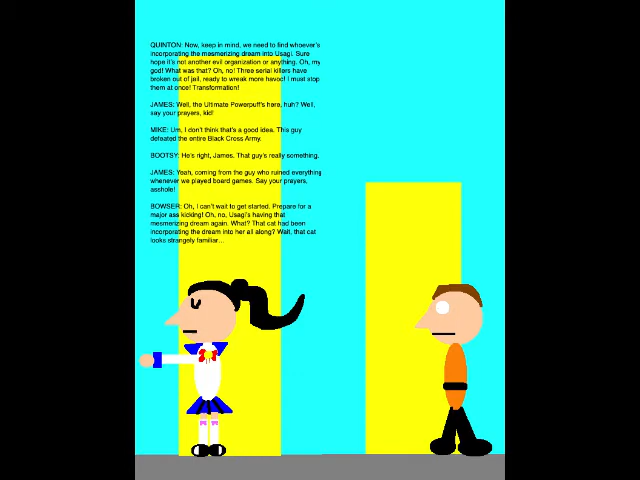 QUINTON: Now, keep in mind, we need to find whoever's
incorporating the mesmerizing dream into Usagi. Sure
hope it's not another evil organization or anything. Oh, my
god! What was that? Oh, no! Three serial killers have
broken out of jail, ready to wreak more havoc! I must stop
them at once! Transformation!
JAMES: Well, the Ultimate Powerpuff's here, huh? Well,
say your prayers, kid!
MIKE: Um, I don't think that's a good idea. This guy
defeated the entire Black Cross Army.
BOOTSY: He's right, James. That guy's really something.
JAMES: Yeah, coming from the guy who ruined everything
whenever we played board games. Say your prayers,
asshole!
BOWSER: Oh, I can't wait to get started. Prepare for a
major ass kicking! Oh, no, Usagi's having that
mesmerizing dream again. What? That cat had been
incorporating the dream into her all along? Wait, that cat
looks strangely familiar...